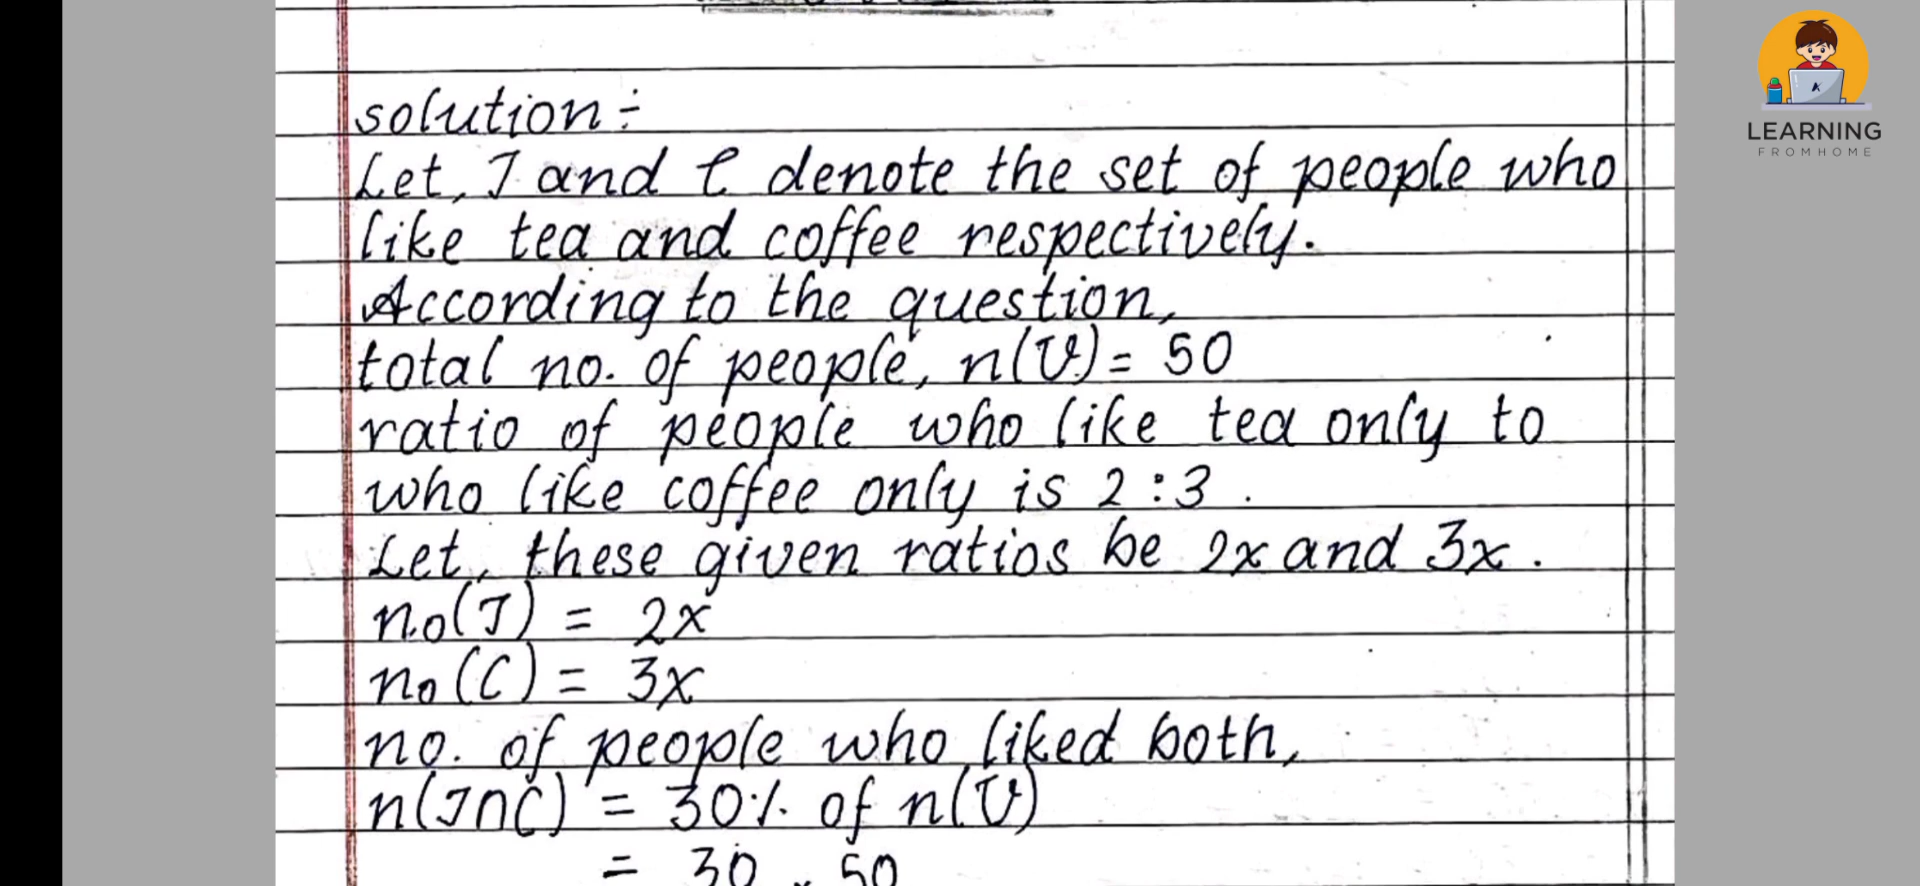 solution÷
Let, T and C denote the set of people who
like tea and coffee respectively.
According to the question,
total no. of people, n(U) = 50
ratio of people who like tea only to
who like coffee only is 2 : 3 .
Let, these given ratios be 2x and 3x .
no(T) = 2x
no(C) = 3x
no. of people who liked both,
n(T∩C) = 30% of n(U)
= 30 × 50
LEARNING
FROMHOME